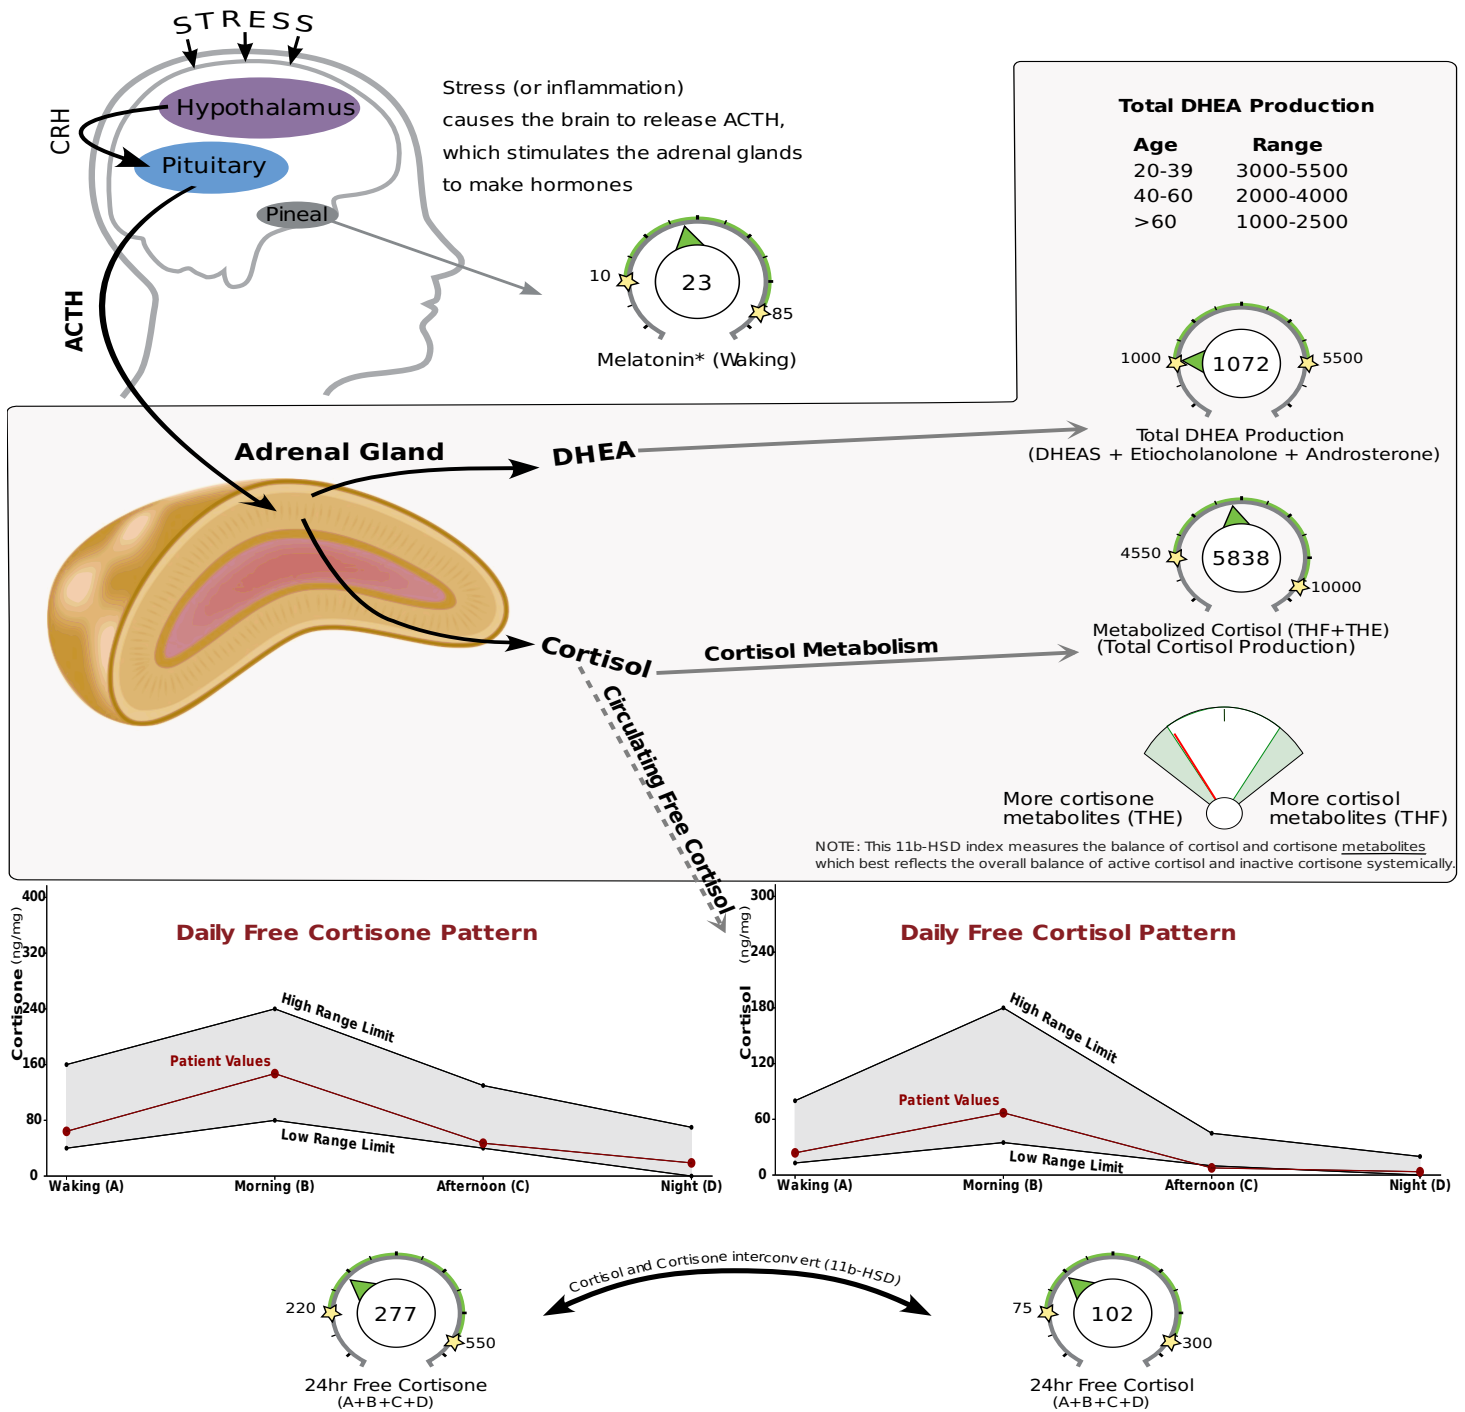 STRESS
Hypothalamus
CRH
Pituitary
Pineal
ACTH
Stress (or inflammation)
causes the brain to release ACTH,
which stimulates the adrenal glands
to make hormones
10
23
85
Melatonin* (Waking)
Total DHEA Production
Age Range
20-39 3000-5500
40-60 2000-4000
>60 1000-2500
1000
1072
5500
Total DHEA Production
(DHEAS + Etiocholanolone + Androsterone)
Adrenal Gland
DHEA
4550
5838
10000
Metabolized Cortisol (THF+THE)
(Total Cortisol Production)
Cortisol
Cortisol Metabolism
Circulating Free Cortisol
More cortisone
metabolites (THE)
More cortisol
metabolites (THF)
NOTE: This 11b-HSD index measures the balance of cortisol and cortisone metabolites
which best reflects the overall balance of active cortisol and inactive cortisone systemically.
Daily Free Cortisone Pattern
Cortisone (ng/mg)
400
320
240
160
80
0
High Range Limit
Patient Values
Low Range Limit
Waking (A)
Morning (B)
Afternoon (C)
Night (D)
Daily Free Cortisol Pattern
Cortisol (ng/mg)
300
240
180
120
60
0
High Range Limit
Patient Values
Low Range Limit
Waking (A)
Morning (B)
Afternoon (C)
Night (D)
220
277
550
24hr Free Cortisone
(A+B+C+D)
Cortisol and Cortisone interconvert (11b-HSD)
75
102
300
24hr Free Cortisol
(A+B+C+D)